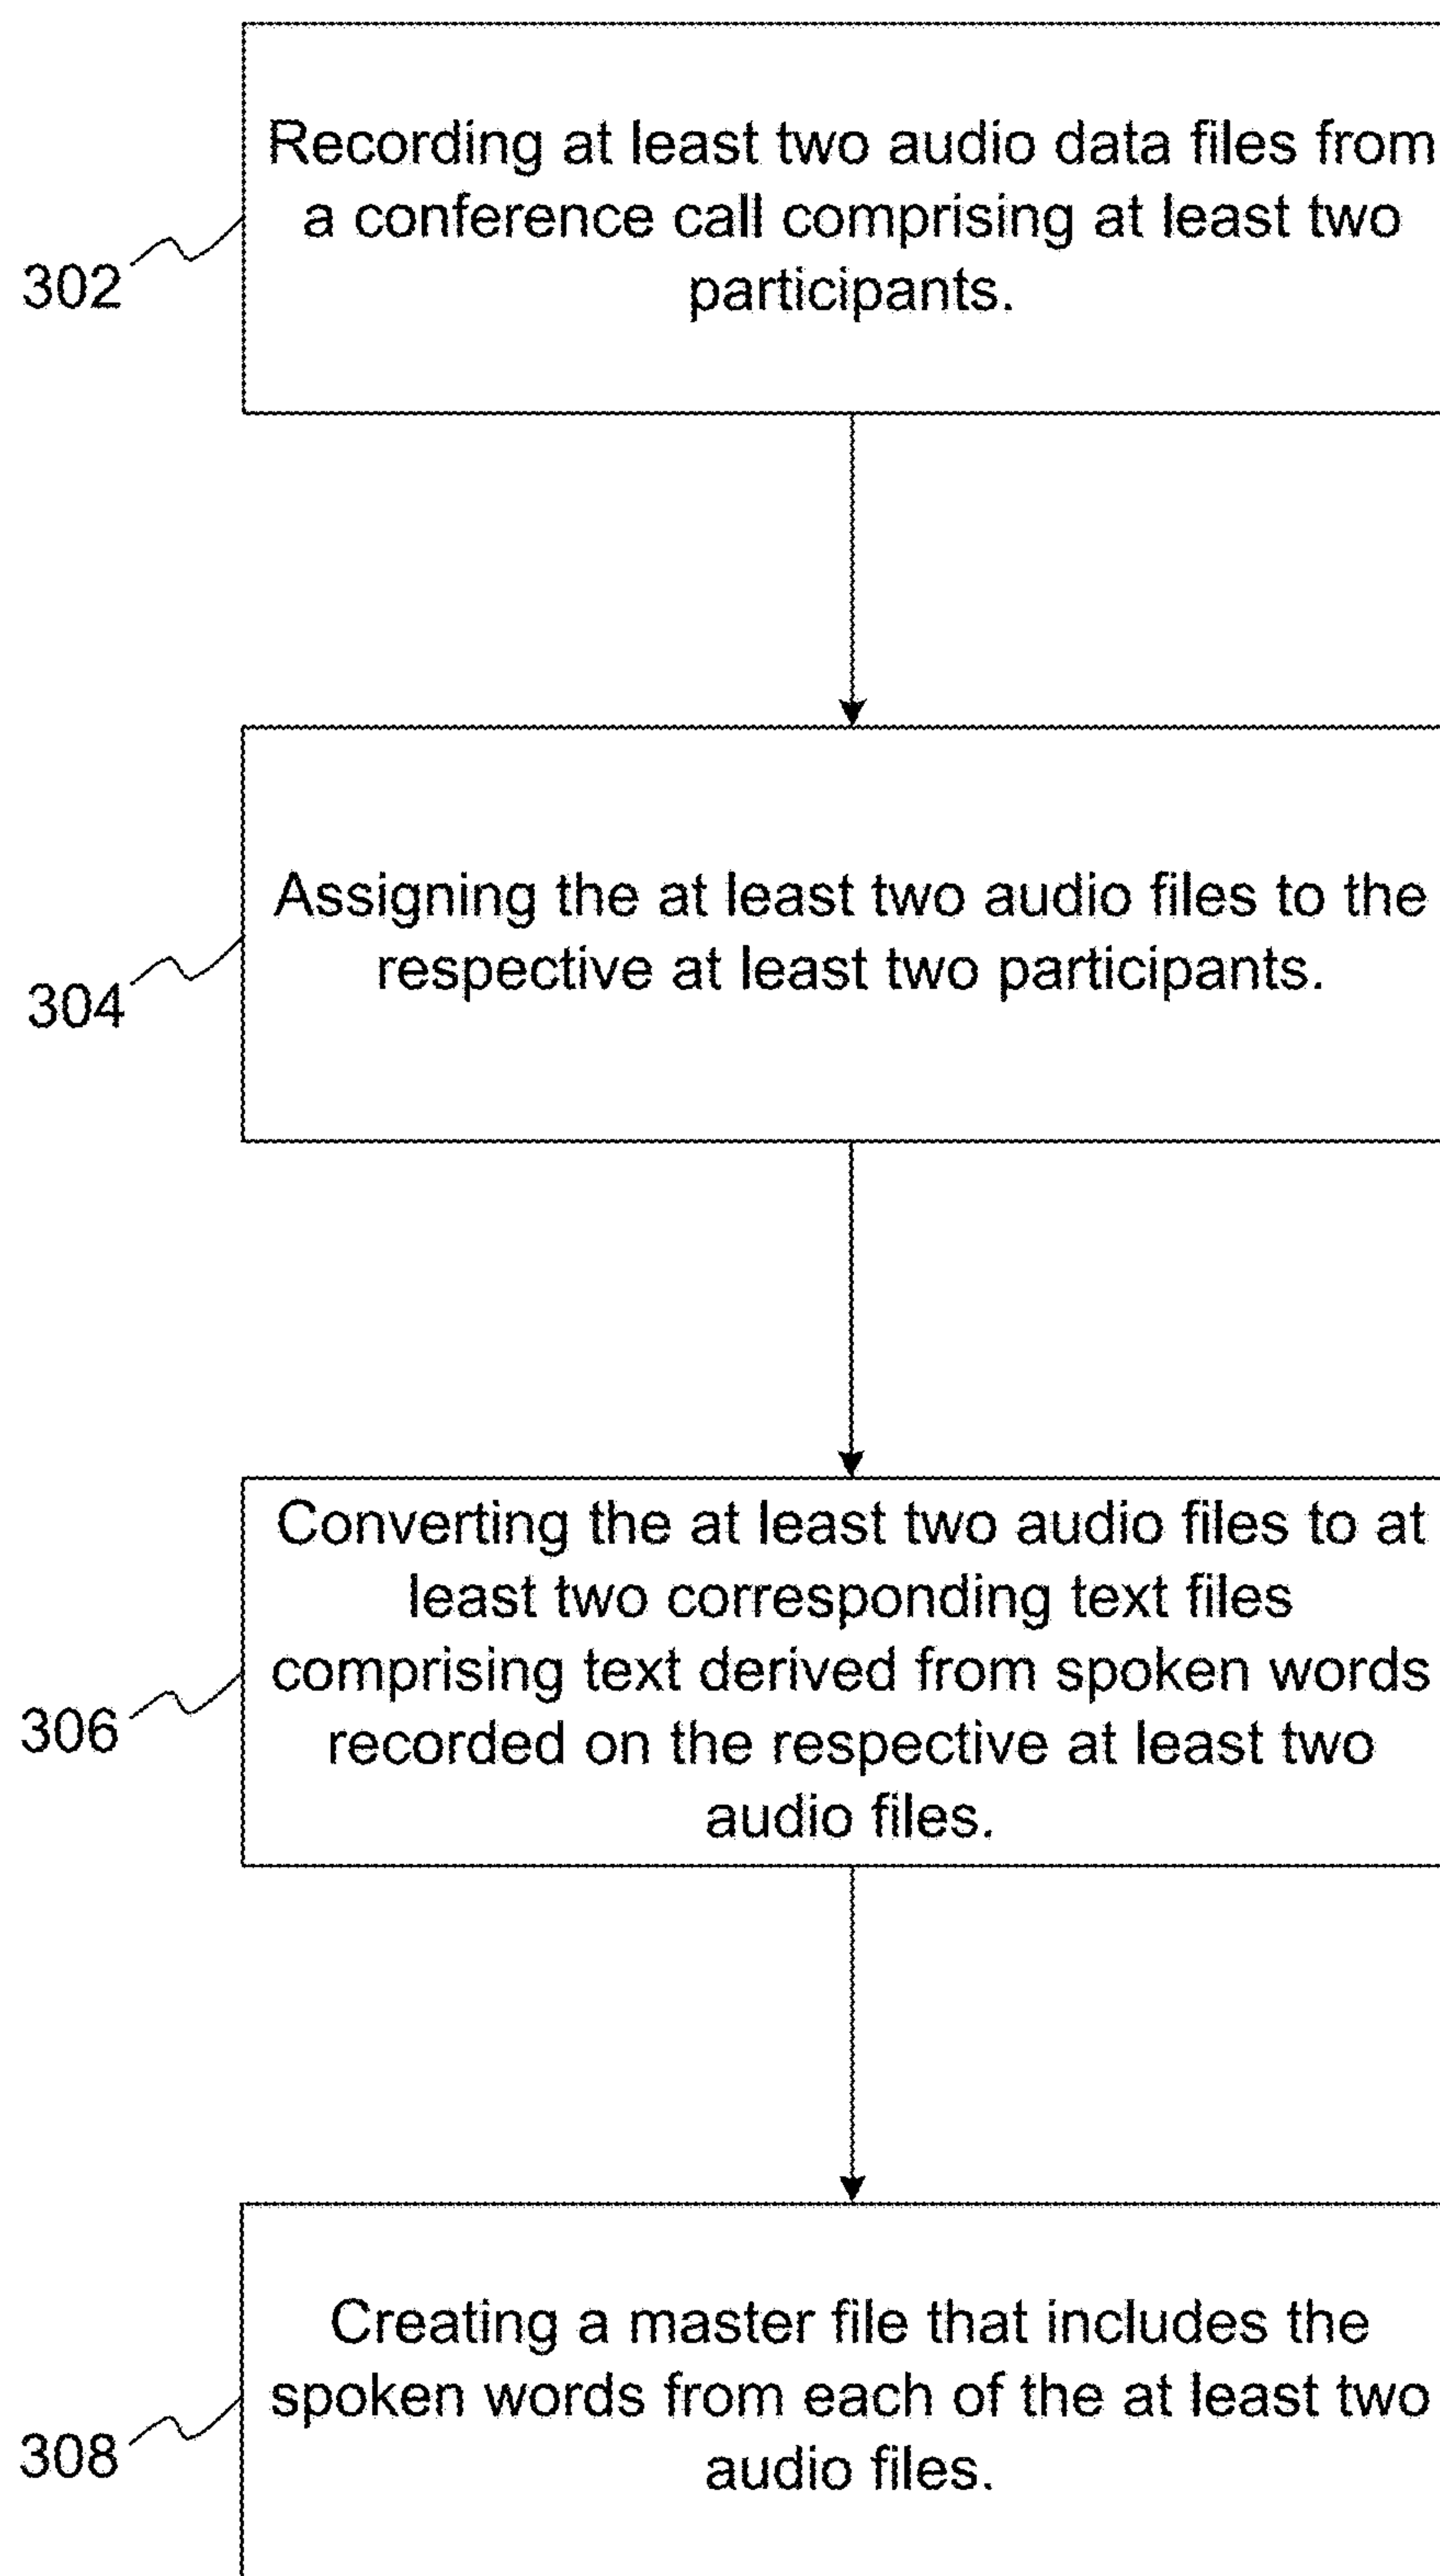 Recording at least two audio data files from
a conference call comprising at least two
participants.
302
Assigning the at least two audio files to the
respective at least two participants.
304
Converting the at least two audio files to at
least two corresponding text files
comprising text derived from spoken words
recorded on the respective at least two
audio files.
306
Creating a master file that includes the
spoken words from each of the at least two
audio files.
308